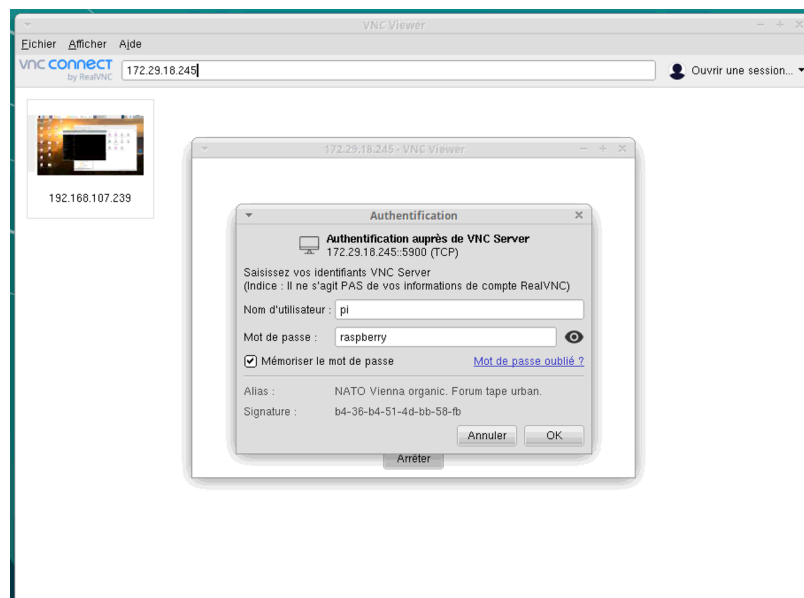 VNC Viewer
Fichier Afficher Aide
VNC CONNECT
by RealVNC
172.29.18.245
Ouvrir une session...
192.168.107.239
172.29.18.245 - VNC Viewer
Authentification
Authentification auprès de VNC Server
172.29.18.245::5900 (TCP)
Saisissez vos identifiants VNC Server
(Indice : Il ne s'agit PAS de vos informations de compte RealVNC)
Nom d'utilisateur : pi
Mot de passe : raspberry
Mémoriser le mot de passe Mot de passe oublié ?
Alias : NATO Vienna organic. Forum tape urban.
Signature : b4-36-b4-51-4d-bb-58-fb
Annuler OK
Arrêter